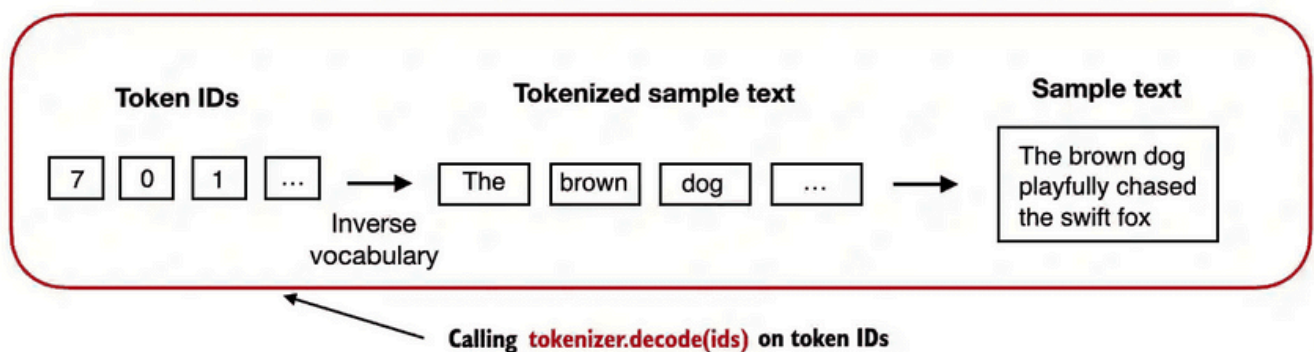 Token IDs
Tokenized sample text
Sample text
7 0 1 ...
Inverse
vocabulary
The brown dog ...
The brown dog
playfully chased
the swift fox
Calling tokenizer.decode(ids) on token IDs